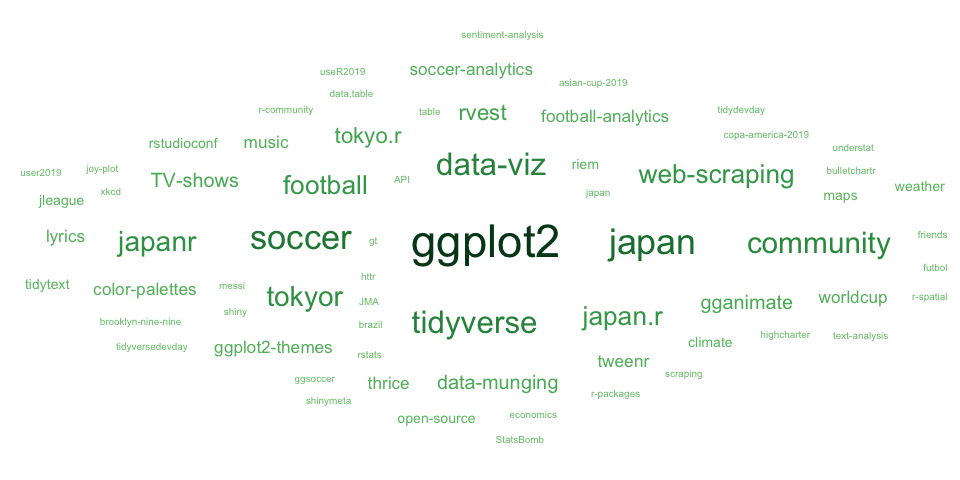 sentiment-analysis
useR2019
soccer-analytics
asian-cup-2019
data,table
r-community
table
rvest
football-analytics
tidydevday
rstudioconf
music
tokyo.r
copa-america-2019
understat
user2019
joy-plot
TV-shows
football
API
data-viz
riem
web-scraping
bulletchartr
weather
jleague
xkcd
japan
maps
lyrics
japanr
soccer
gt
ggplot2
japan
community
friends
futbol
tidytext
color-palettes
messi
tokyor
httr
JMA
gganimate
worldcup
r-spatial
shiny
brooklyn-nine-nine
brazil
tidyverse
japan.r
highcharter
text-analysis
tidyversedevday
ggplot2-themes
rstats
climate
tweenr
scraping
ggsoccer
thrice
data-munging
r-packages
shinymeta
open-source
economics
StatsBomb